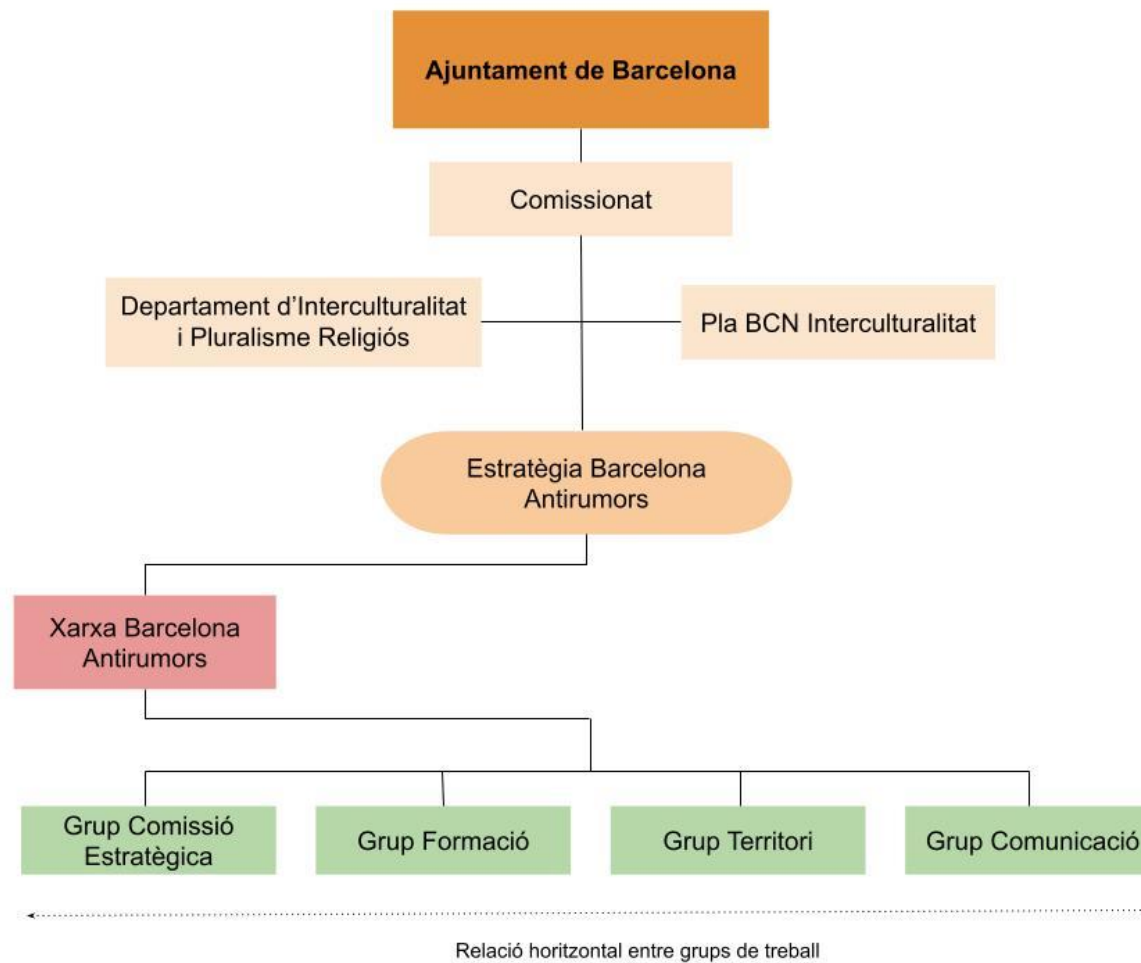 Ajuntament de Barcelona
Comissionat
Departament d’Interculturalitat
i Pluralisme Religiós
Pla BCN Interculturalitat
Estratègia Barcelona
Antirumors
Xarxa Barcelona
Antirumors
Grup Comissió
Estratègica
Grup Formació
Grup Territori
Grup Comunicació
Relació horitzontal entre grups de treball